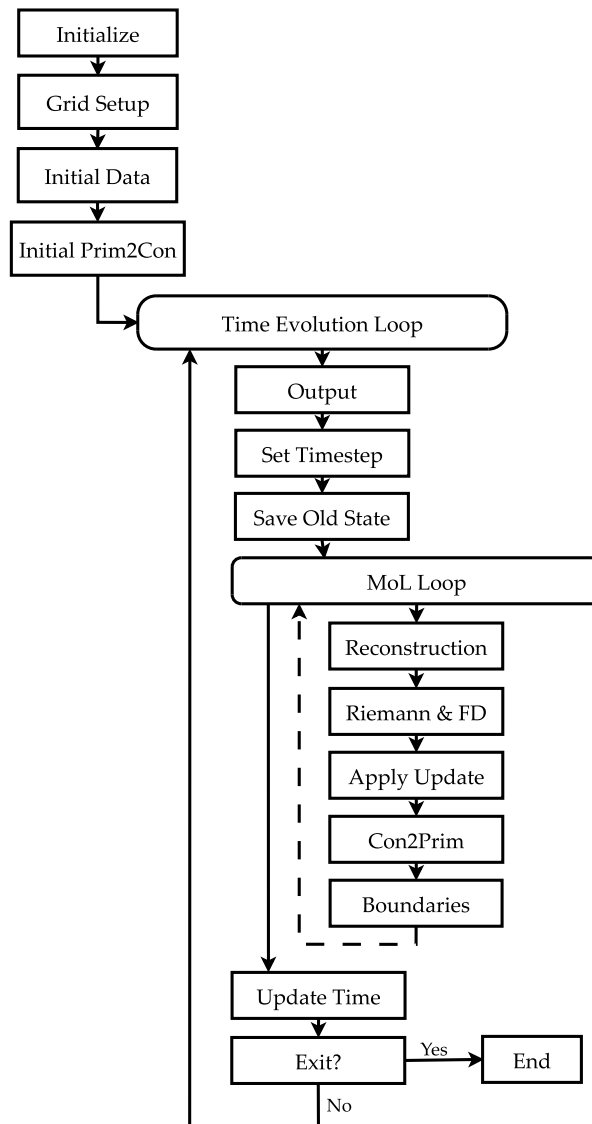 Initialize
Grid Setup
Initial Data
Initial Prim2Con
Time Evolution Loop
Output
Set Timestep
Save Old State
MoL Loop
Reconstruction
Riemann & FD
Apply Update
Con2Prim
Boundaries
Update Time
Exit?
Yes
End
No